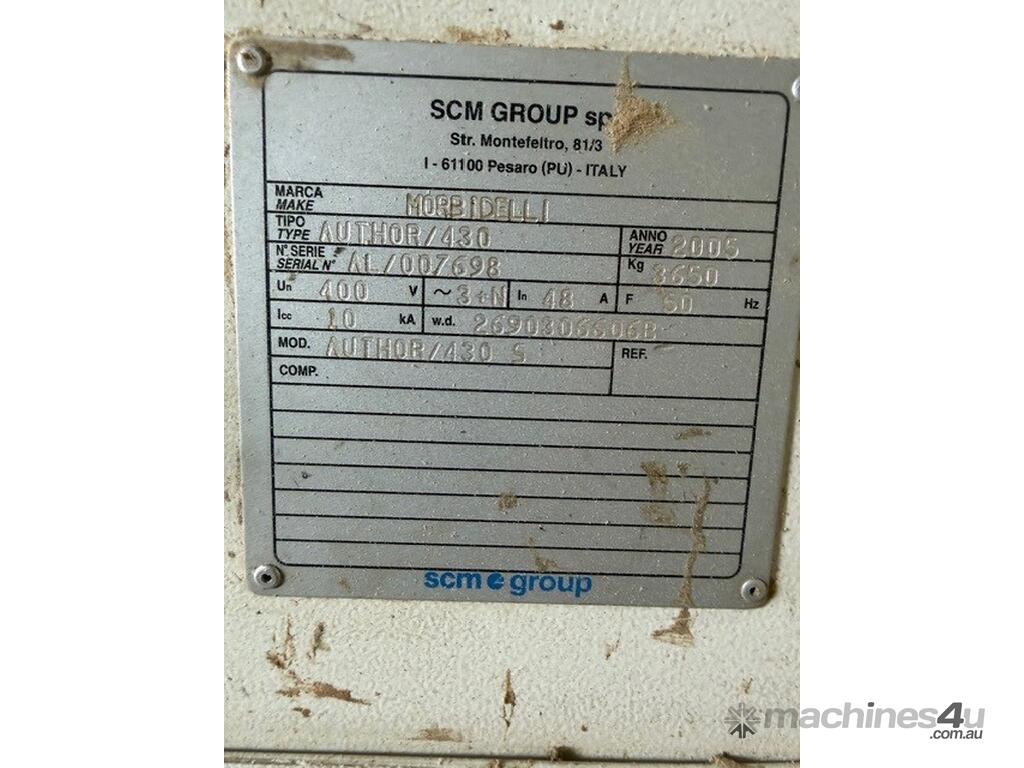 SCM GROUP sp
Str. Montefeltro, 81/3
I - 61100 Pesaro (PU) - ITALY
MARCA
MAKE MORBIDELLI
TIPO
TYPE AUTHOR/430
ANNO
YEAR 2005
N° SERIE
SERIAL N° AL/007698
Kg 3650
Un 400 V ~ 3+N In 48 A F 50 Hz
Icc 10 kA w.d. 2690306606B
MOD. AUTHOR/430 S REF.
COMP.
scm group
machines4u
.com.au